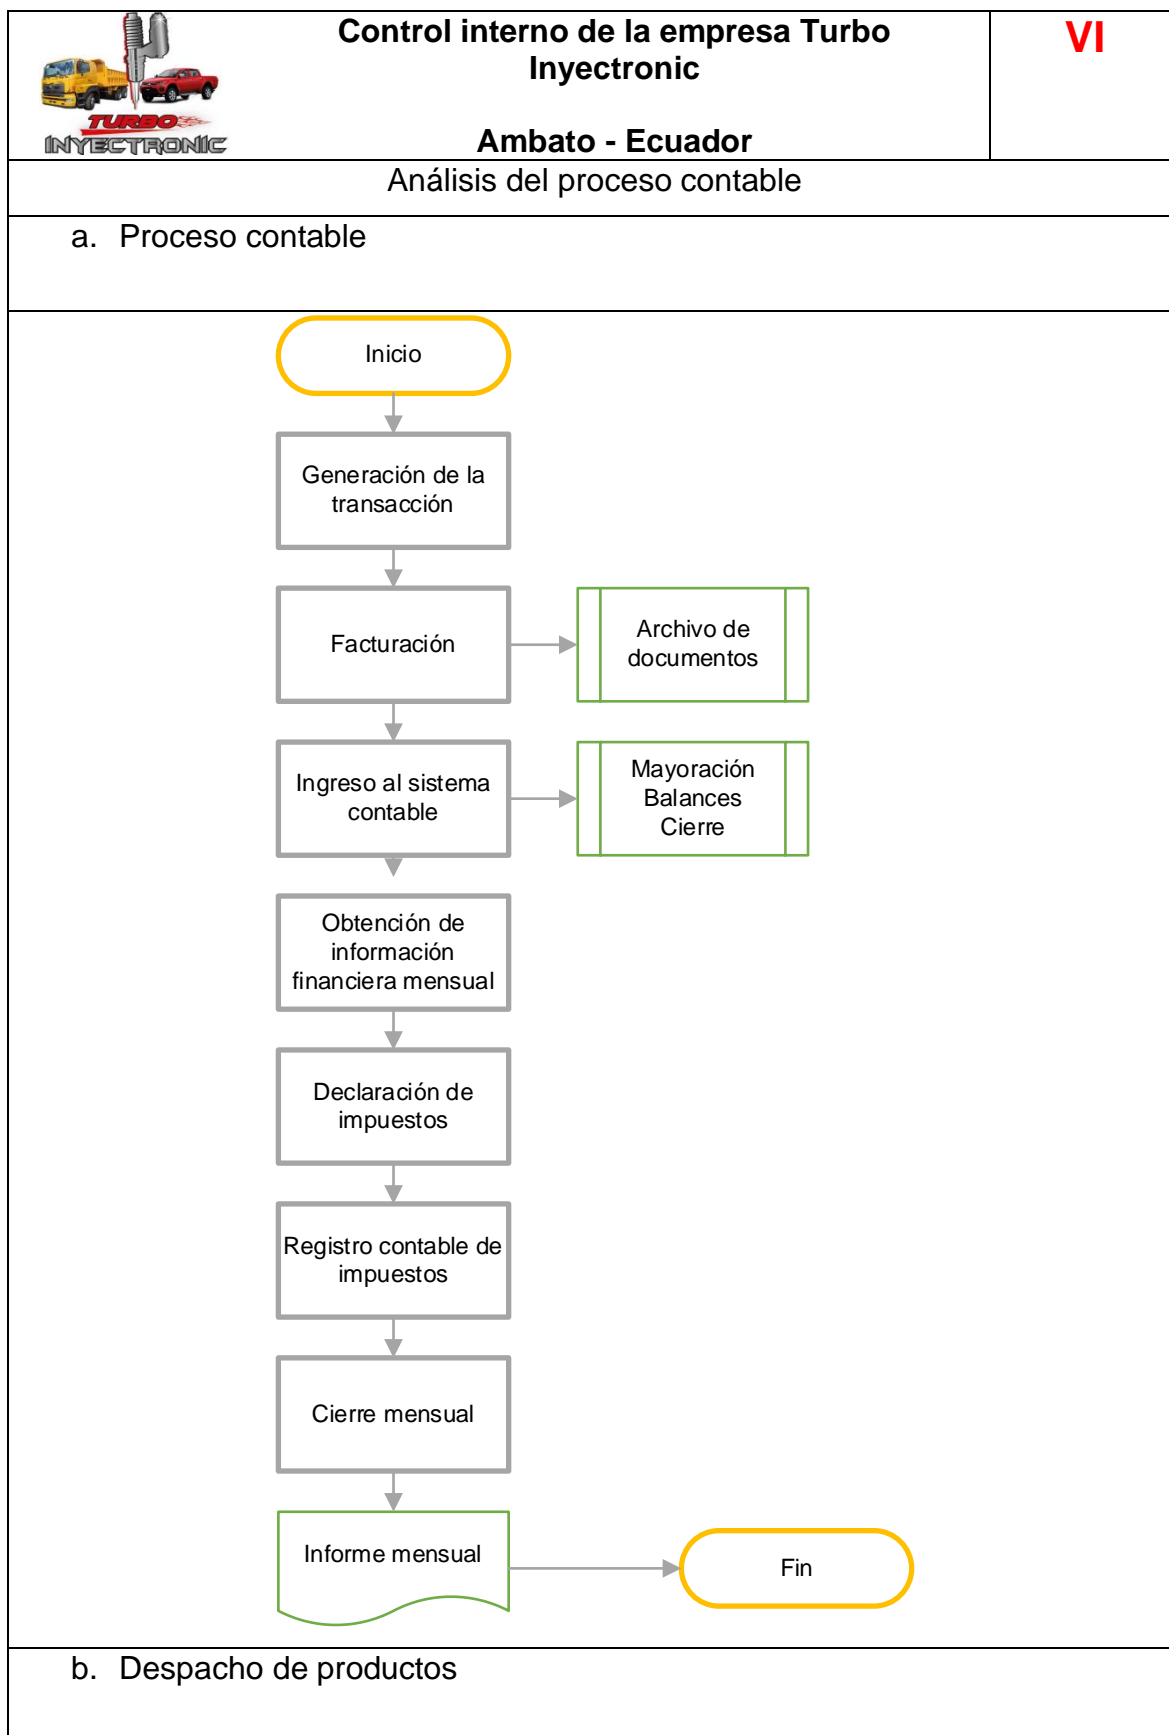 Control interno de la empresa Turbo
Inyectronic
Ambato - Ecuador
VI
TURBO
INYECTRONIC
Análisis del proceso contable
a. Proceso contable
Inicio
Generación de la
transacción
Facturación
Archivo de
documentos
Ingreso al sistema
contable
Mayoración
Balances
Cierre
Obtención de
información
financiera mensual
Declaración de
impuestos
Registro contable de
impuestos
Cierre mensual
Informe mensual
Fin
b. Despacho de productos